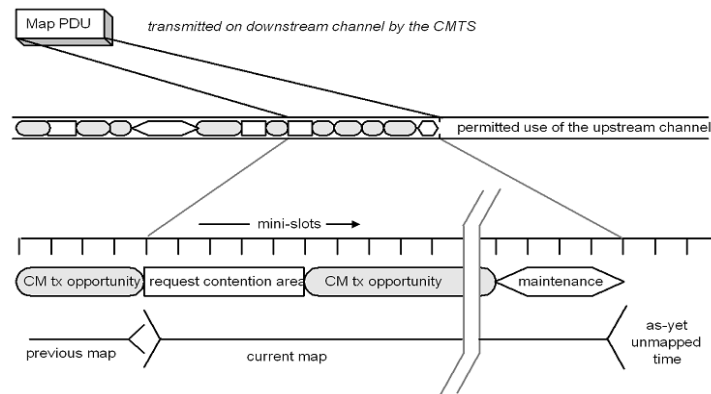 Map PDU
transmitted on downstream channel by the CMTS
permitted use of the upstream channel
mini-slots
CM tx opportunity
request contention area
CM tx opportunity
maintenance
previous map
current map
as-yet
unmapped
time